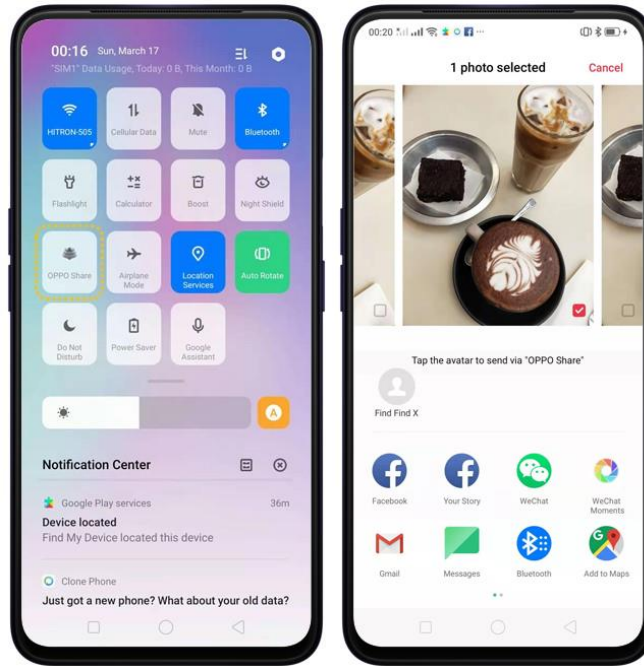 00:16 Sun, March 17
"SIM1" Data Usage, Today: 0 B, This Month: 0 B
HITRON-505
Cellular Data
Mute
Bluetooth
Flashlight
Calculator
Boost
Night Shield
OPPO Share
Airplane
Mode
Location
Services
Auto Rotate
Do Not
Disturb
Power Saver
Google
Assistant
A
Notification Center
Google Play services 36m
Device located
Find My Device located this device
Clone Phone
Just got a new phone? What about your old data?
00:20
1 photo selected Cancel
Tap the avatar to send via "OPPO Share"
Find Find X
Facebook
Your Story
WeChat
WeChat
Moments
Gmail
Messages
Bluetooth
Add to Maps